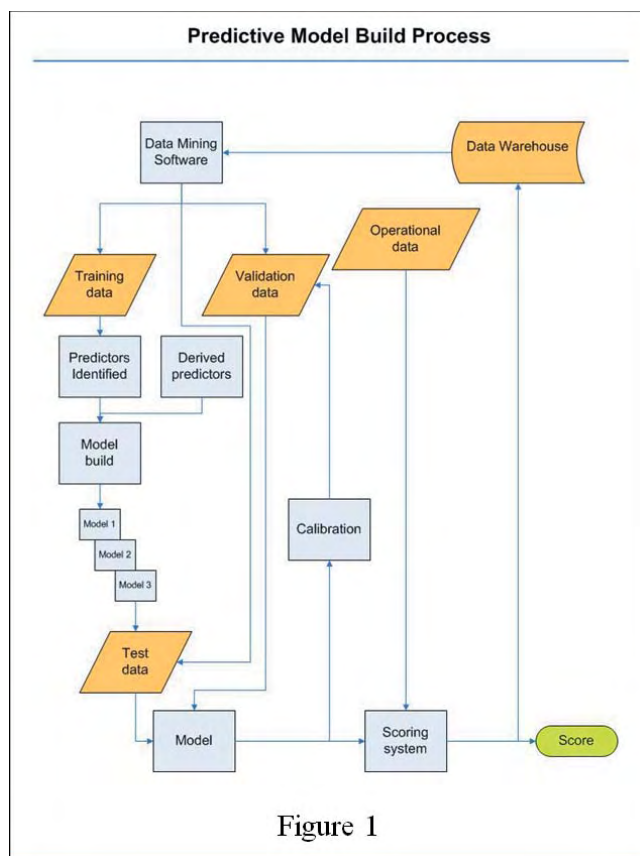 Predictive Model Build Process
Data Mining
Software
Data Warehouse
Operational
data
Training
data
Validation
data
Predictors
Identified
Derived
predictors
Model
build
Model 1
Model 2
Model 3
Calibration
Test
data
Model
Scoring
system
Score
Figure 1